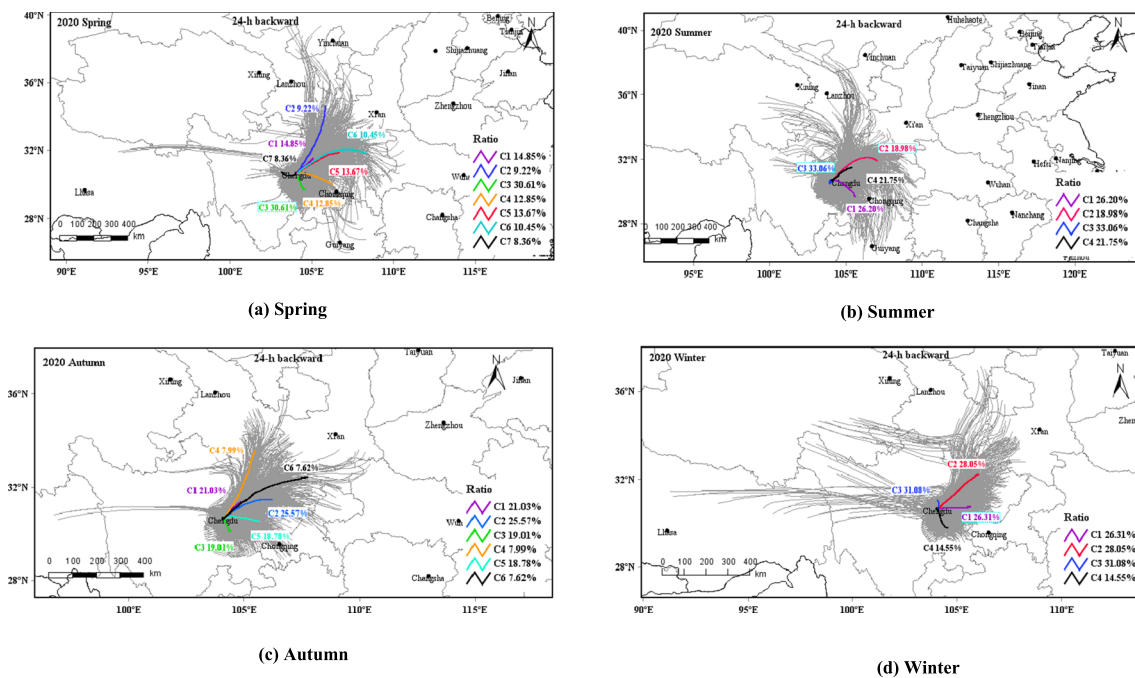 2020 Spring
24-h backward
N
40°N
36°N
32°N
28°N
Beijing
Tianjin
Yinchuan
Shijiazhuang
Xining
Lanzhou
Jinan
Zhengzhou
Xi'an
C2 9.22%
C6 10.45%
C1 14.85%
C7 8.36%
Chengdu
C5 13.67%
Lhasa
C4 12.85%
Chongqing
C3 30.61%
Changsha
Guiyang
0 100 200 300 400
km
Ratio
C1 14.85%
C2 9.22%
C3 30.61%
C4 12.85%
C5 13.67%
C6 10.45%
C7 8.36%
90°E 95°E 100°E 105°E 110°E 115°E
(a) Spring
2020 Summer
24-h backward
N
40°N
36°N
32°N
28°N
Huhehaote
Beijing
Yinchuan
Taiyuan
Shijiazhuang
Xining
Lanzhou
Jinan
Zhengzhou
Xi'an
C2 18.98%
Hefei
Nanjing
C3 33.06%
C4 21.75%
Chengdu
Wuhan
Chongqing
C1 26.20%
Changsha
Nanchang
Guiyang
0 100 200 300 400
km
Ratio
C1 26.20%
C2 18.98%
C3 33.06%
C4 21.75%
95°E 100°E 105°E 110°E 115°E 120°E
(b) Summer
2020 Autumn
24-h backward
N
36°N
32°N
28°N
Taiyuan
Xining
Lanzhou
Jinan
Zhengzhou
Xi'an
C4 7.99%
C6 7.62%
C1 21.03%
C2 25.57%
Chengdu
C5 18.78%
C3 19.01%
Chongqing
Changsha
0 100 200 300 400
km
Ratio
C1 21.03%
C2 25.57%
C3 19.01%
C4 7.99%
C5 18.78%
C6 7.62%
100°E 105°E 110°E 115°E
(c) Autumn
2020 Winter
24-h backward
N
36°N
32°N
28°N
Taiyuan
Xining
Lanzhou
Xi'an
C2 28.05%
C3 31.08%
Chengdu
C1 26.31%
Lhasa
Chongqing
C4 14.55%
0 100 200 300 400
km
Ratio
C1 26.31%
C2 28.05%
C3 31.08%
C4 14.55%
90°E 95°E 100°E 105°E 110°E
(d) Winter